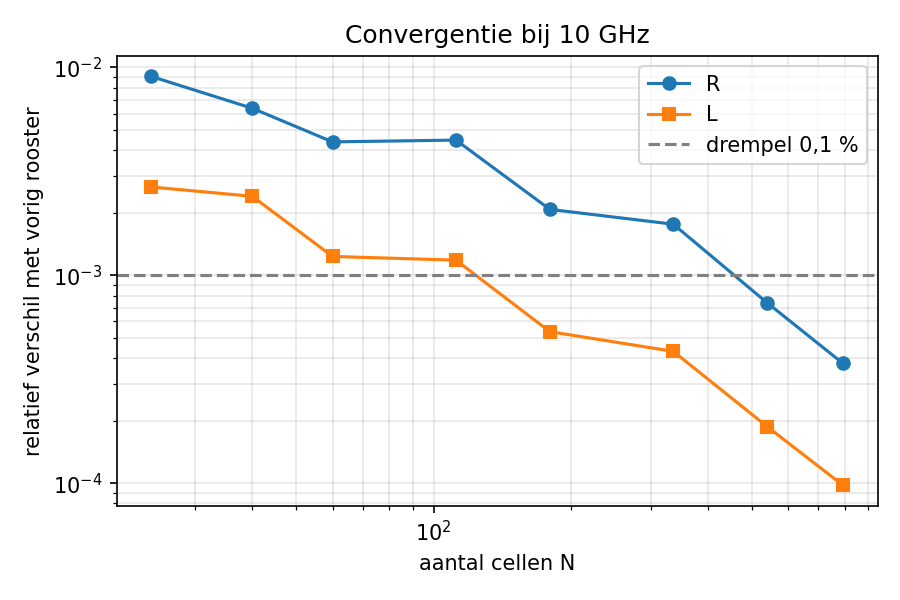 Convergentie bij 10 GHz
R
L
drempel 0,1 %
10⁻²
10⁻³
10⁻⁴
relatief verschil met vorig rooster
10²
aantal cellen N